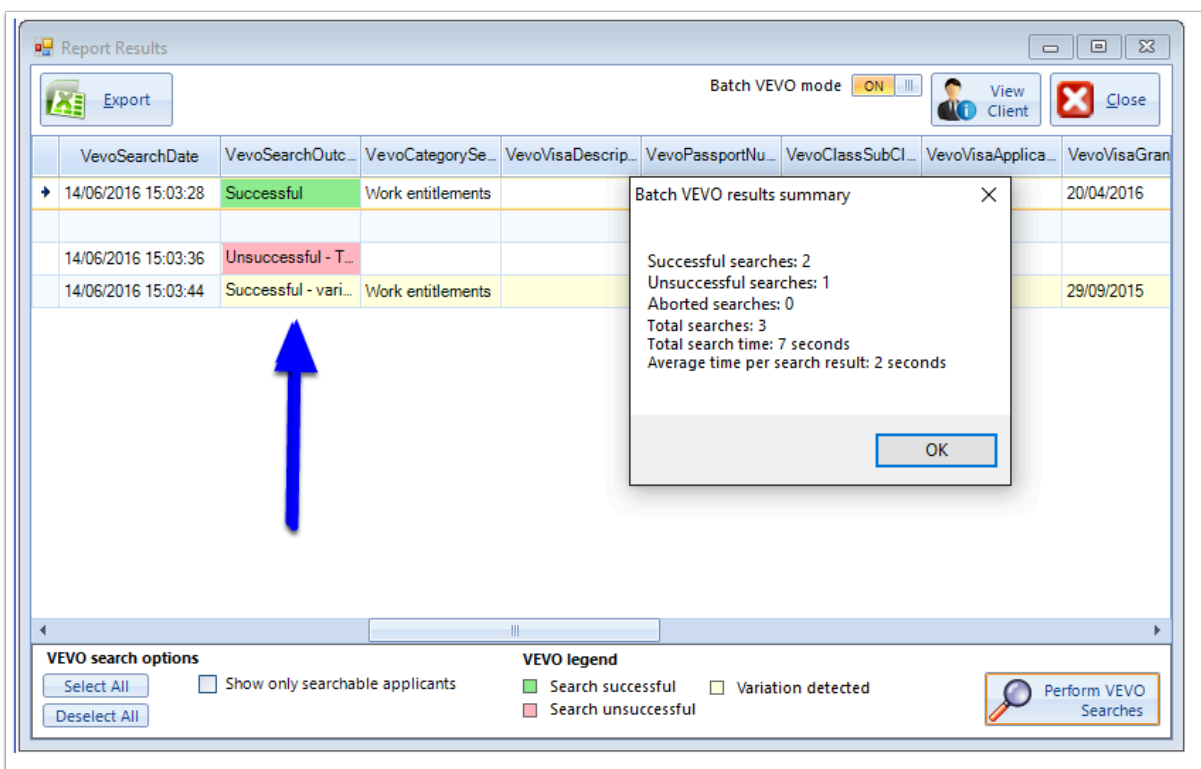 Report Results
Export
Batch VEVO mode ON
View
Client
Close
VevoSearchDate VevoSearchOutc... VevoCategorySe... VevoVisaDescrip... VevoPassportNu... VevoClassSubCl... VevoVisaApplica... VevoVisaGran
14/06/2016 15:03:28 Successful Work entitlements 20/04/2016
14/06/2016 15:03:36 Unsuccessful - T...
14/06/2016 15:03:44 Successful - vari... Work entitlements 29/09/2015
Batch VEVO results summary
Successful searches: 2
Unsuccessful searches: 1
Aborted searches: 0
Total searches: 3
Total search time: 7 seconds
Average time per search result: 2 seconds
OK
VEVO search options
Select All
Show only searchable applicants
Deselect All
VEVO legend
Search successful
Variation detected
Search unsuccessful
Perform VEVO
Searches